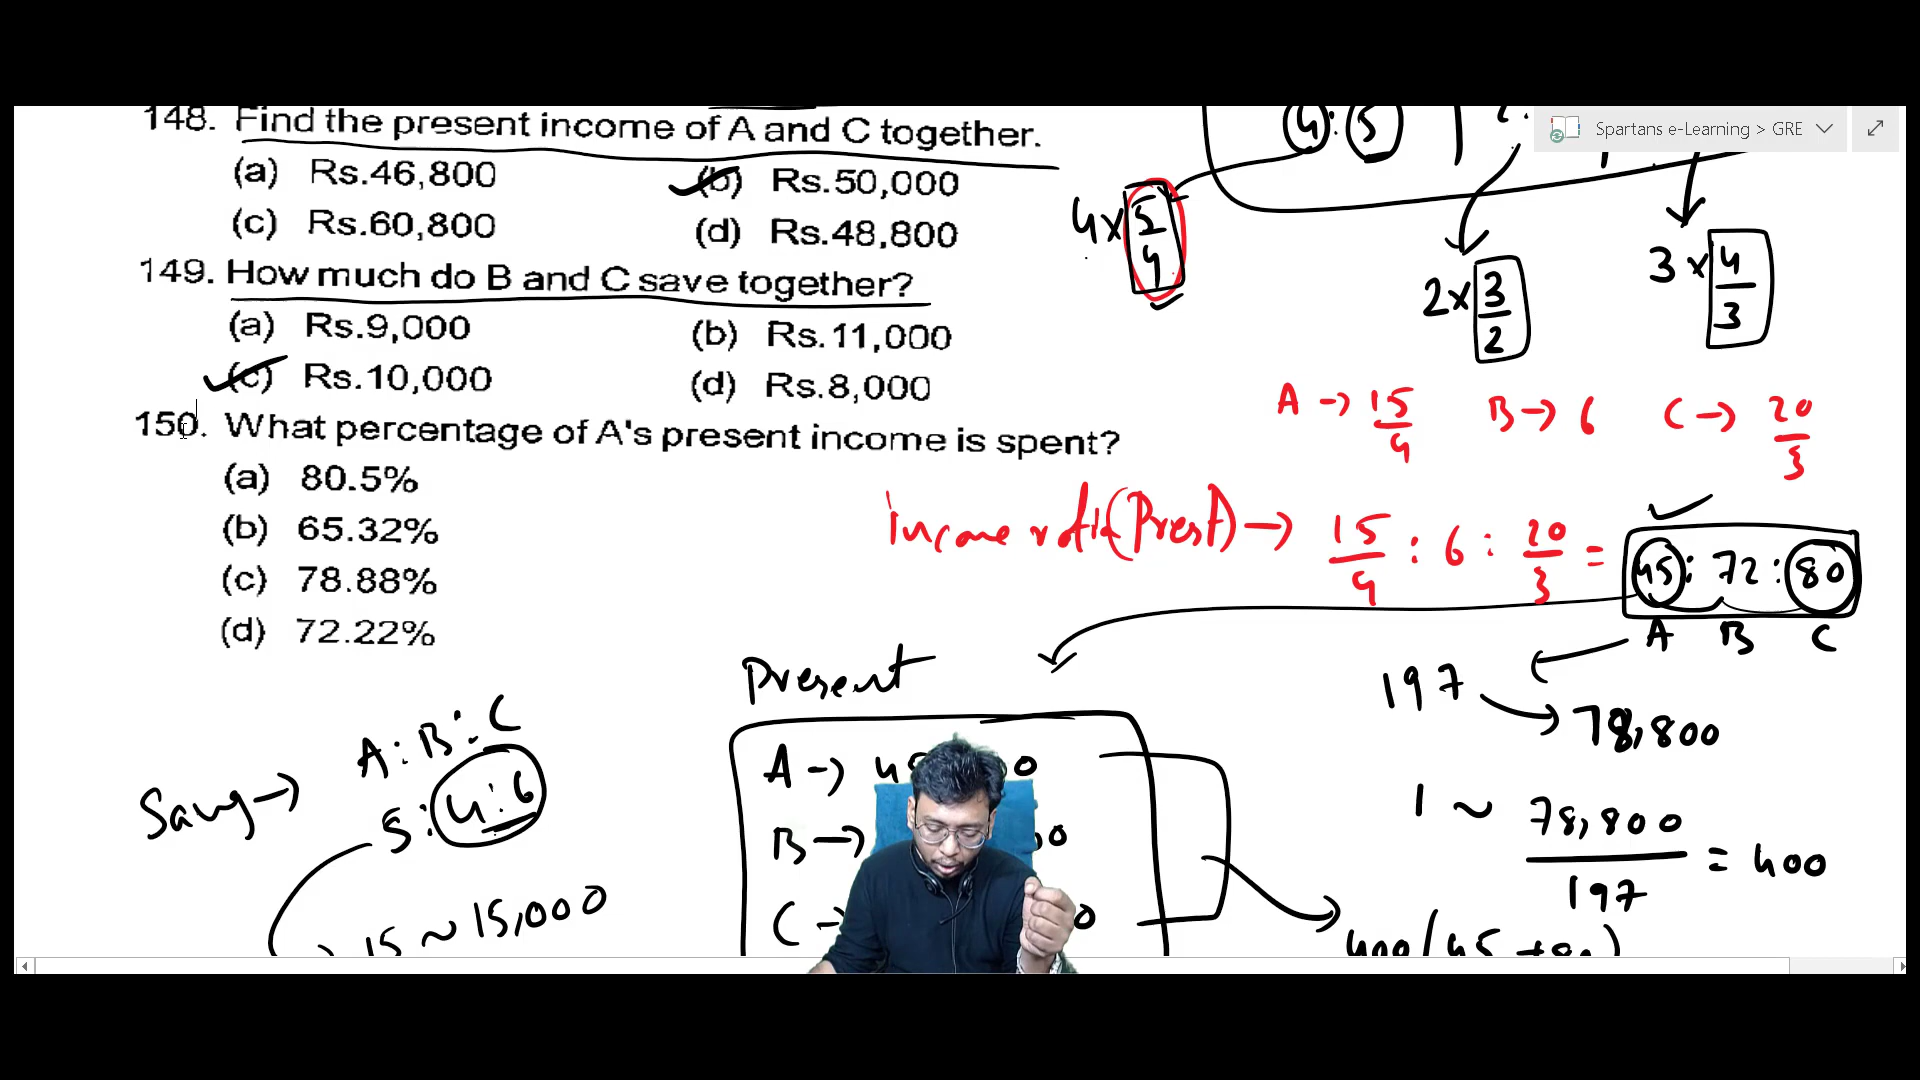 148. Find the present income of A and C together.
(a) Rs.46,800 (b) Rs.50,000
(c) Rs.60,800 (d) Rs.48,800
149. How much do B and C save together?
(a) Rs.9,000 (b) Rs.11,000
(c) Rs.10,000 (d) Rs.8,000
150. What percentage of A's present income is spent?
(a) 80.5%
(b) 65.32%
(c) 78.88%
(d) 72.22%
Spartans e-Learning > GRE
4 : 5
4 × 5/4
2 × 3/2
3 × 4/3
A → 15/4 B → 6 C → 20/3
income → 15/4 : 6 : 20/3 = 45 : 72 : 80
A B C
197 → 78,800
1 ~ 78,800/197 = 400
Present
A →
B →
C →
A : B : C
5 : 4 : 6
15 ~ 15,000